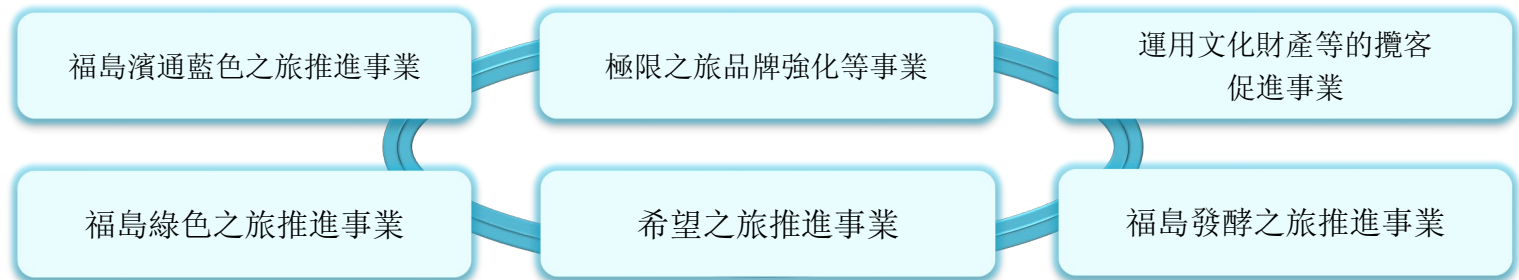 福島濱通藍色之旅推進事業
極限之旅品牌強化等事業
運用文化財產等的攬客
促進事業
福島綠色之旅推進事業
希望之旅推進事業
福島發酵之旅推進事業